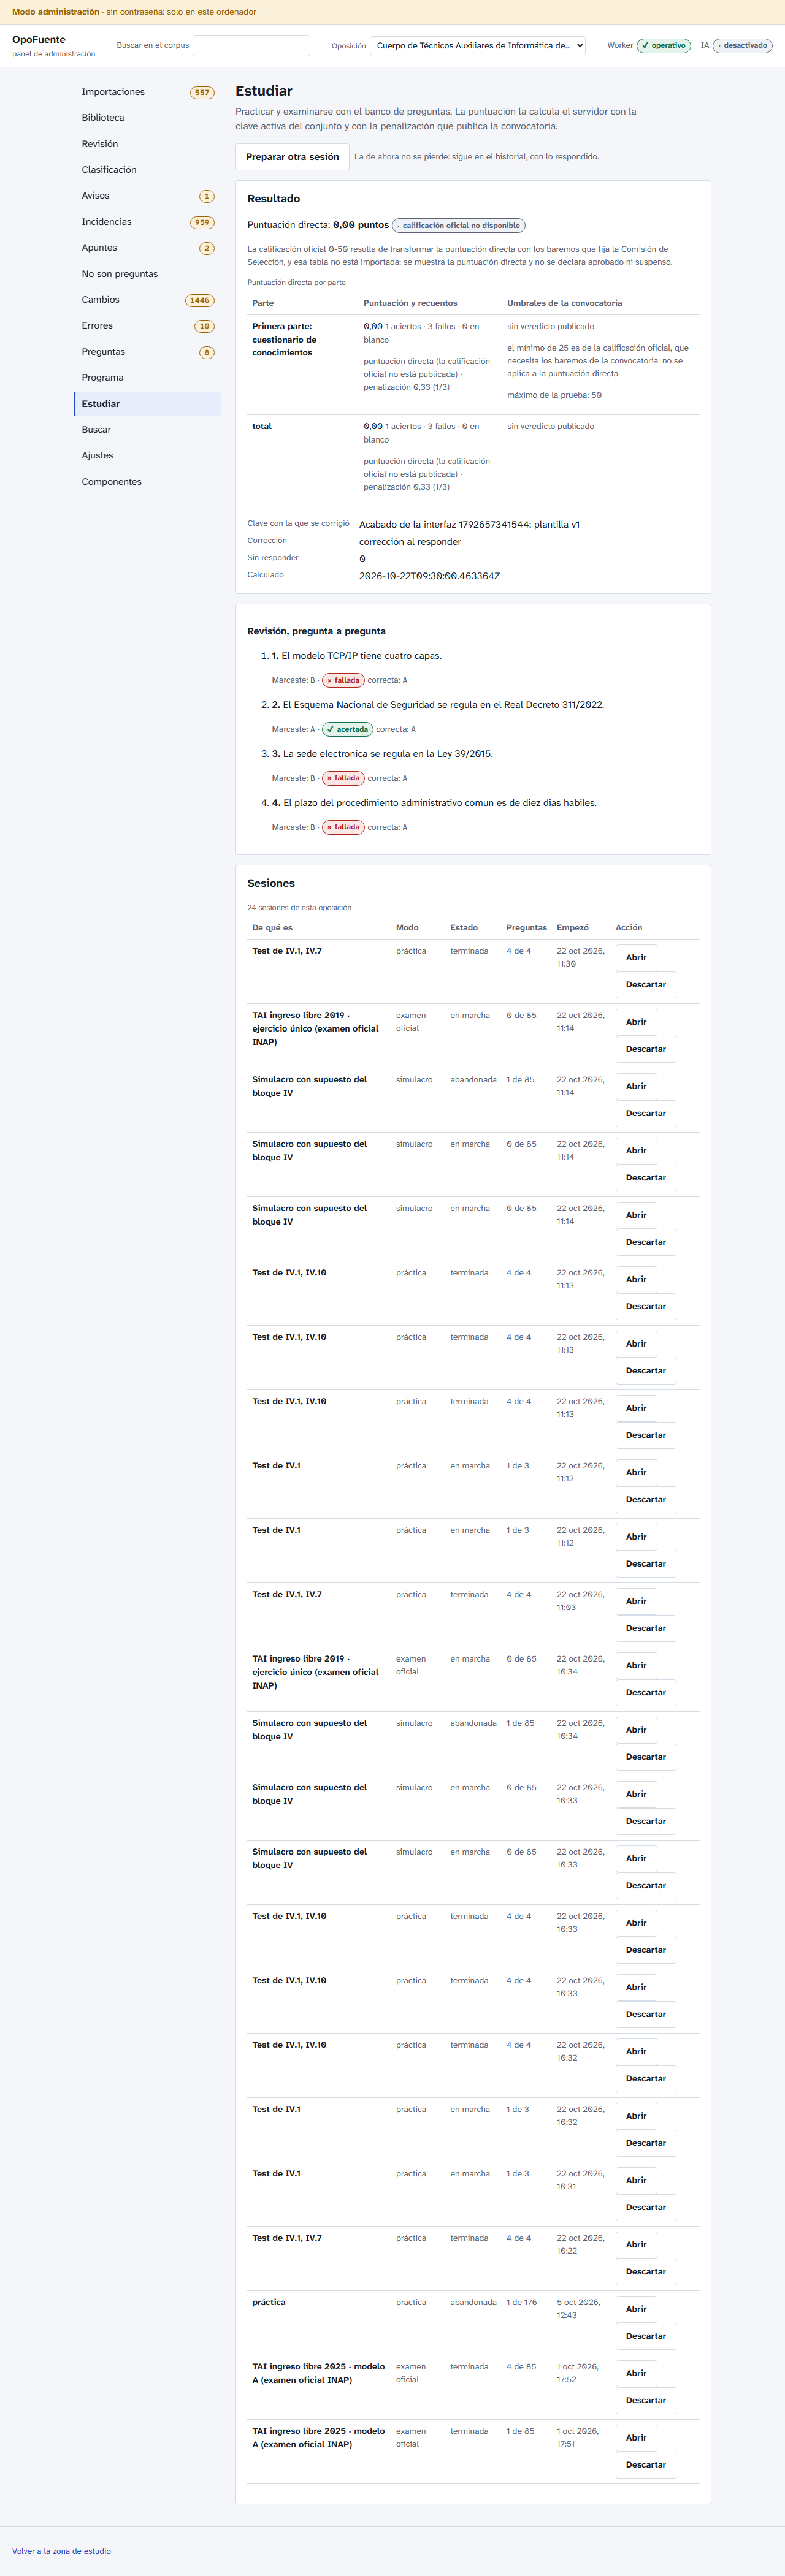 Modo administración · sin contraseña: solo en este ordenador
OpoFuente
panel de administración
Buscar en el corpus
Oposición
Cuerpo de Técnicos Auxiliares de Informática de...
Worker ✓ operativo
IA · desactivado
Importaciones 557
Biblioteca
Revisión
Clasificación
Avisos 1
Incidencias 959
Apuntes 2
No son preguntas
Cambios 1446
Errores 10
Preguntas 8
Programa
Estudiar
Buscar
Ajustes
Componentes
Estudiar
Practicar y examinarse con el banco de preguntas. La puntuación la calcula el servidor con la
clave activa del conjunto y con la penalización que publica la convocatoria.
Preparar otra sesión La de ahora no se pierde: sigue en el historial, con lo respondido.
Resultado
Puntuación directa: 0,00 puntos · calificación oficial no disponible
La calificación oficial 0-50 resulta de transformar la puntuación directa con los baremos que fija la Comisión de
Selección, y esa tabla no está importada: se muestra la puntuación directa y no se declara aprobado ni suspenso.
Puntuación directa por parte
Parte Puntuación y recuentos Umbrales de la convocatoria
Primera parte:
cuestionario de
conocimientos
0,00 1 aciertos · 3 fallos · 0 en
blanco
puntuación directa (la calificación
oficial no está publicada) ·
penalización 0,33 (1/3)
sin veredicto publicado
el mínimo de 25 es de la calificación oficial, que
necesita los baremos de la convocatoria: no se
aplica a la puntuación directa
máximo de la prueba: 50
total
0,00 1 aciertos · 3 fallos · 0 en
blanco
puntuación directa (la calificación
oficial no está publicada) ·
penalización 0,33 (1/3)
sin veredicto publicado
Clave con la que se corrigió Acabado de la interfaz 1792657341544: plantilla v1
Corrección corrección al responder
Sin responder 0
Calculado 2026-10-22T09:30:00.463364Z
Revisión, pregunta a pregunta
1. 1. El modelo TCP/IP tiene cuatro capas.
Marcaste: B · × fallada correcta: A
2. 2. El Esquema Nacional de Seguridad se regula en el Real Decreto 311/2022.
Marcaste: A · ✓ acertada correcta: A
3. 3. La sede electronica se regula en la Ley 39/2015.
Marcaste: B · × fallada correcta: A
4. 4. El plazo del procedimiento administrativo comun es de diez dias habiles.
Marcaste: B · × fallada correcta: A
Sesiones
24 sesiones de esta oposición
De qué es Modo Estado Preguntas Empezó Acción
Test de IV.1, IV.7 práctica terminada 4 de 4 22 oct 2026, 11:30 Abrir Descartar
TAI ingreso libre 2019 · ejercicio único (examen oficial INAP) examen oficial en marcha 0 de 85 22 oct 2026, 11:14 Abrir Descartar
Simulacro con supuesto del bloque IV simulacro abandonada 1 de 85 22 oct 2026, 11:14 Abrir Descartar
Simulacro con supuesto del bloque IV simulacro en marcha 0 de 85 22 oct 2026, 11:14 Abrir Descartar
Simulacro con supuesto del bloque IV simulacro en marcha 0 de 85 22 oct 2026, 11:14 Abrir Descartar
Test de IV.1, IV.10 práctica terminada 4 de 4 22 oct 2026, 11:13 Abrir Descartar
Test de IV.1, IV.10 práctica terminada 4 de 4 22 oct 2026, 11:13 Abrir Descartar
Test de IV.1, IV.10 práctica terminada 4 de 4 22 oct 2026, 11:13 Abrir Descartar
Test de IV.1 práctica en marcha 1 de 3 22 oct 2026, 11:12 Abrir Descartar
Test de IV.1 práctica en marcha 1 de 3 22 oct 2026, 11:12 Abrir Descartar
Test de IV.1, IV.7 práctica terminada 4 de 4 22 oct 2026, 11:03 Abrir Descartar
TAI ingreso libre 2019 · ejercicio único (examen oficial INAP) examen oficial en marcha 0 de 85 22 oct 2026, 10:34 Abrir Descartar
Simulacro con supuesto del bloque IV simulacro abandonada 1 de 85 22 oct 2026, 10:34 Abrir Descartar
Simulacro con supuesto del bloque IV simulacro en marcha 0 de 85 22 oct 2026, 10:33 Abrir Descartar
Simulacro con supuesto del bloque IV simulacro en marcha 0 de 85 22 oct 2026, 10:33 Abrir Descartar
Test de IV.1, IV.10 práctica terminada 4 de 4 22 oct 2026, 10:33 Abrir Descartar
Test de IV.1, IV.10 práctica terminada 4 de 4 22 oct 2026, 10:33 Abrir Descartar
Test de IV.1, IV.10 práctica terminada 4 de 4 22 oct 2026, 10:32 Abrir Descartar
Test de IV.1 práctica en marcha 1 de 3 22 oct 2026, 10:32 Abrir Descartar
Test de IV.1 práctica en marcha 1 de 3 22 oct 2026, 10:31 Abrir Descartar
Test de IV.1, IV.7 práctica terminada 4 de 4 22 oct 2026, 10:22 Abrir Descartar
práctica práctica abandonada 1 de 176 5 oct 2026, 12:43 Abrir Descartar
TAI ingreso libre 2025 · modelo A (examen oficial INAP) examen oficial terminada 4 de 85 1 oct 2026, 17:52 Abrir Descartar
TAI ingreso libre 2025 · modelo A (examen oficial INAP) examen oficial terminada 1 de 85 1 oct 2026, 17:51 Abrir Descartar
Volver a la zona de estudio